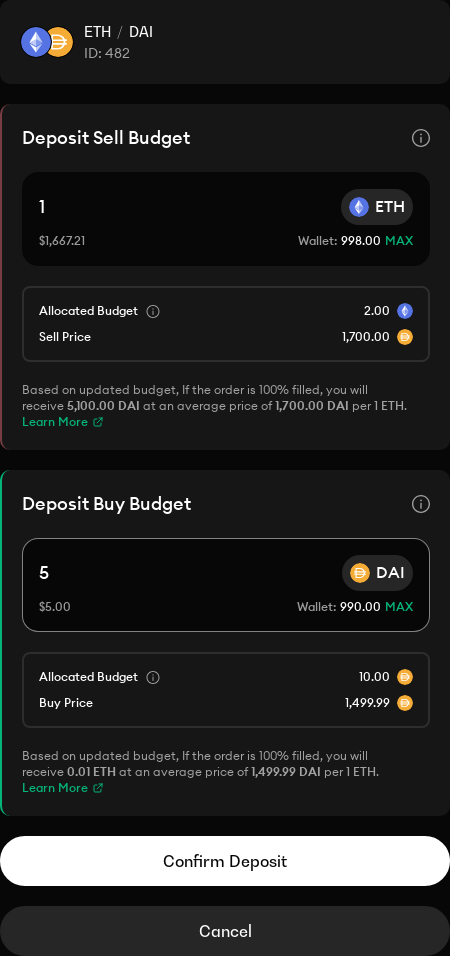 ETH / DAI
ID: 482
Deposit Sell Budget
1
ETH
$1,667.21
Wallet: 998.00 MAX
Allocated Budget
2.00
Sell Price
1,700.00
Based on updated budget, If the order is 100% filled, you will
receive 5,100.00 DAI at an average price of 1,700.00 DAI per 1 ETH.
Learn More
Deposit Buy Budget
5
DAI
$5.00
Wallet: 990.00 MAX
Allocated Budget
10.00
Buy Price
1,499.99
Based on updated budget, If the order is 100% filled, you will
receive 0.01 ETH at an average price of 1,499.99 DAI per 1 ETH.
Learn More
Confirm Deposit
Cancel